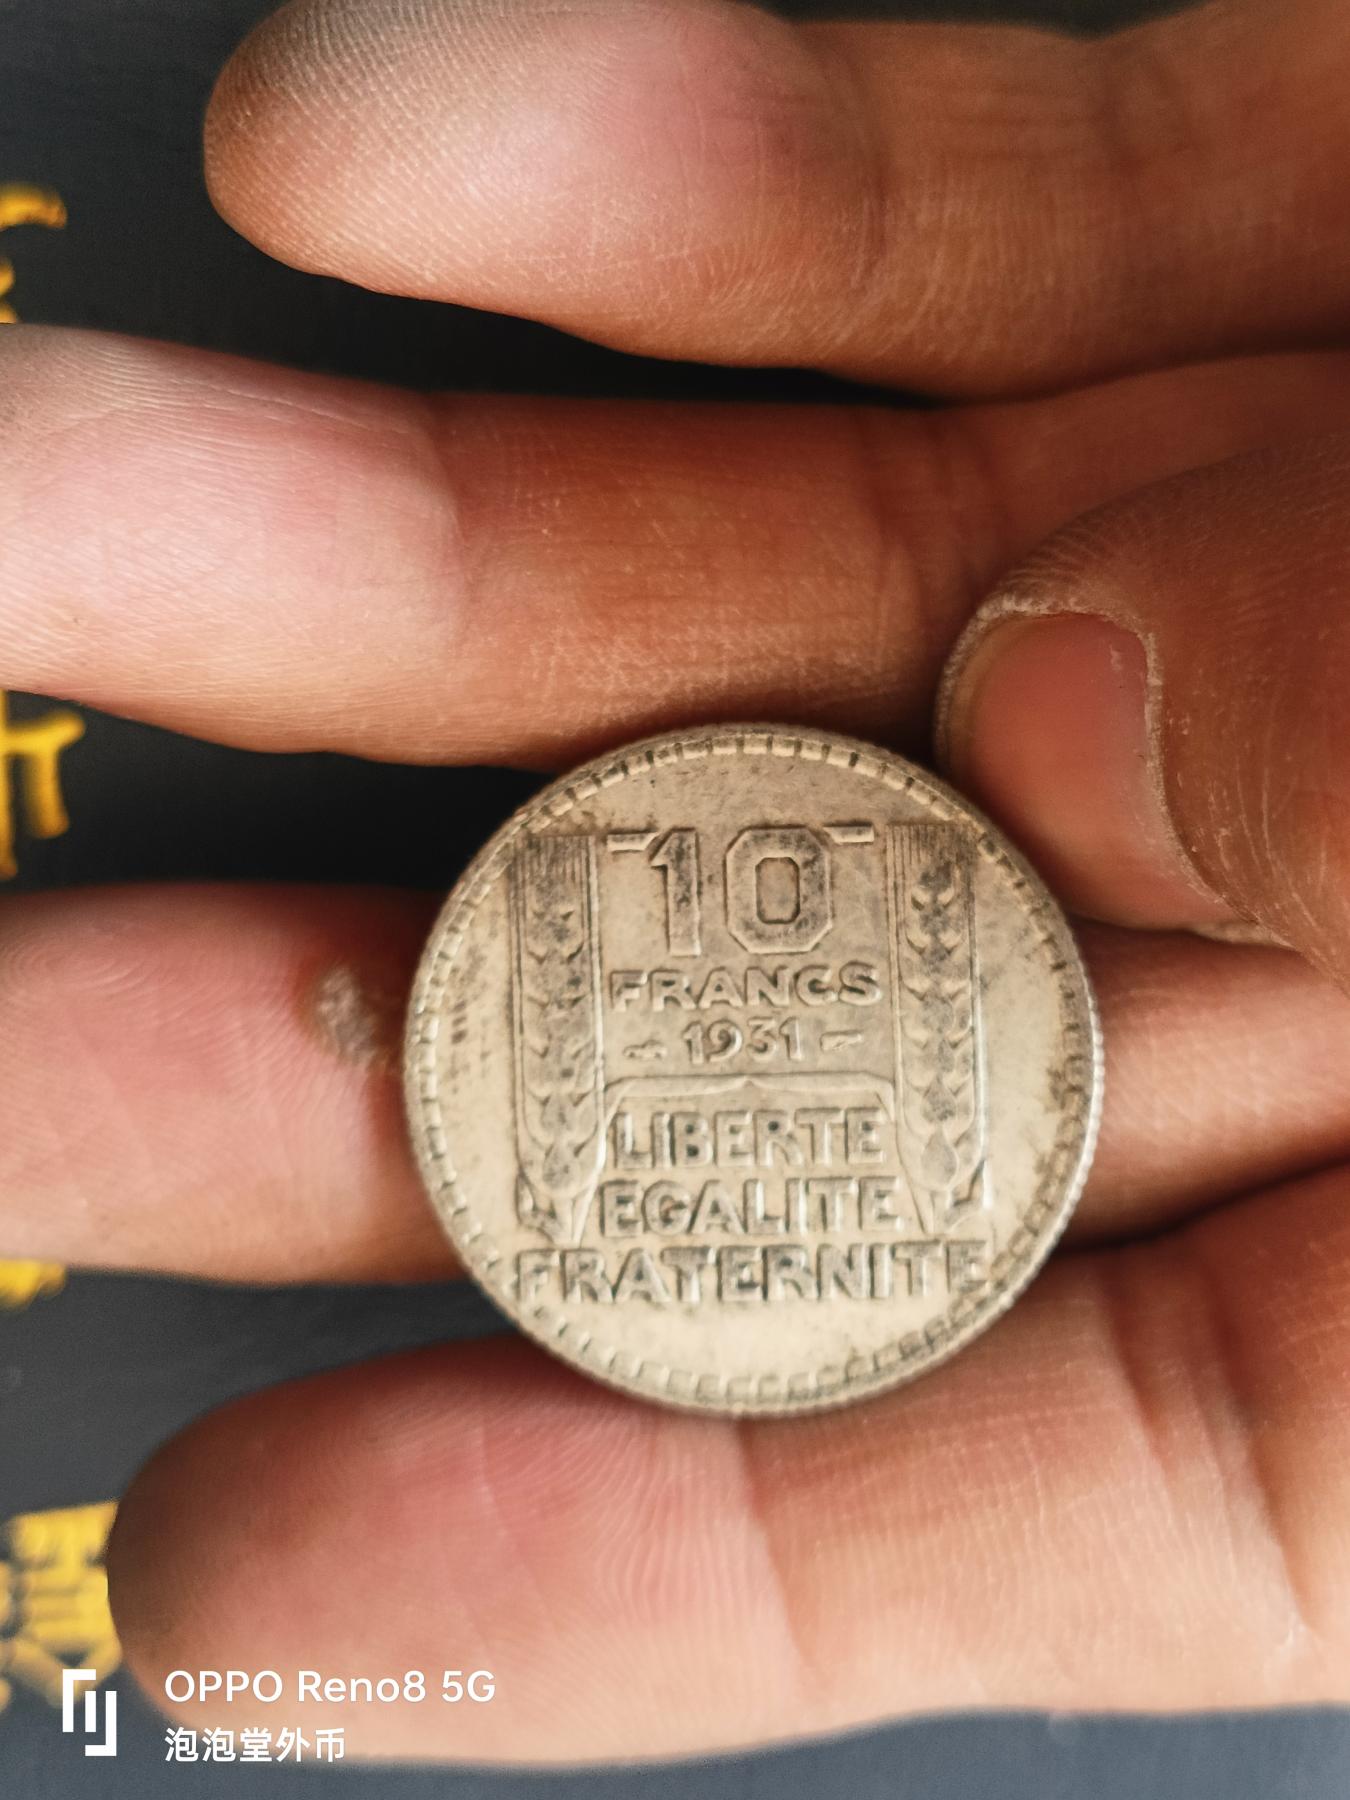 10
FRANCS
1931
LIBERTE
EGALITE
FRATERNITE
OPPO Reno8 5G
泡泡堂外币